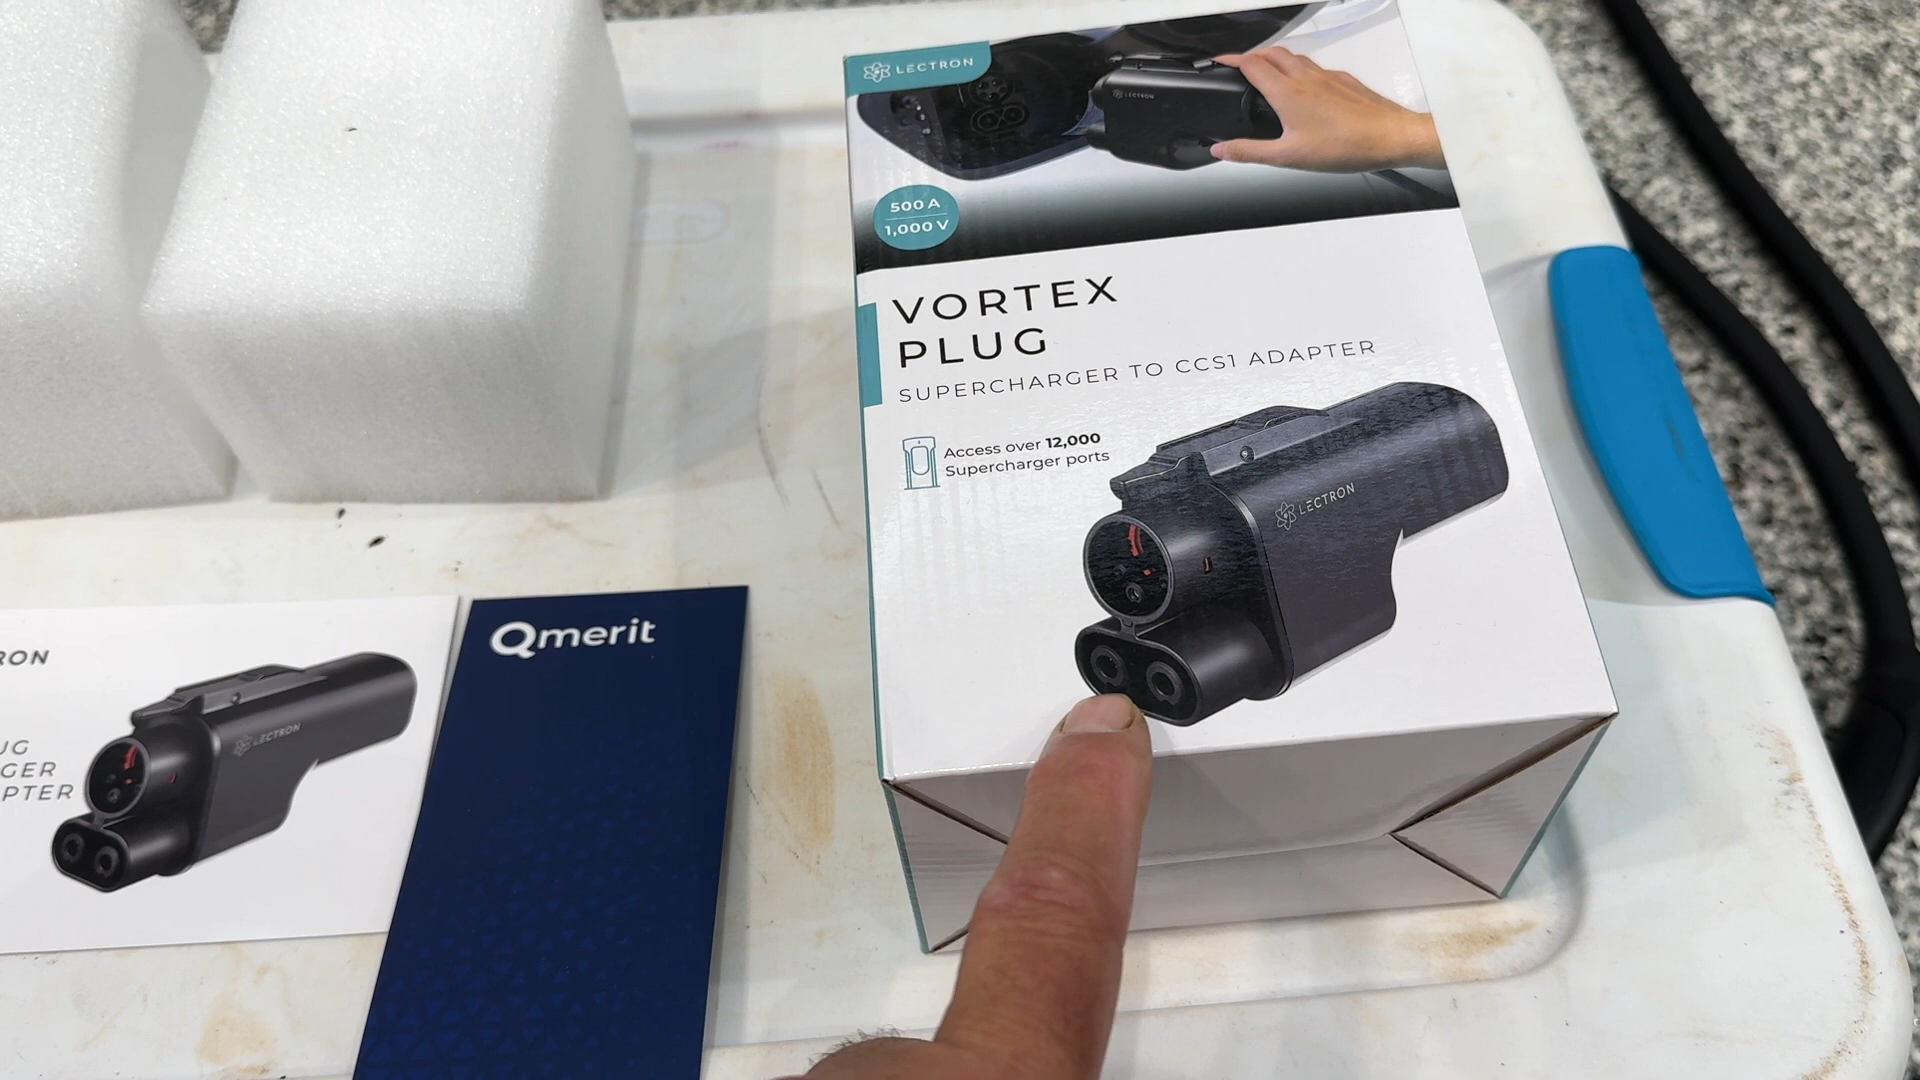 LECTRON
LECTRON
500 A
1,000 V
VORTEX
PLUG
SUPERCHARGER TO CCS1 ADAPTER
Access over 12,000
Supercharger ports
LECTRON
Qmerit
RON
UG
GER
PTER
LECTRON